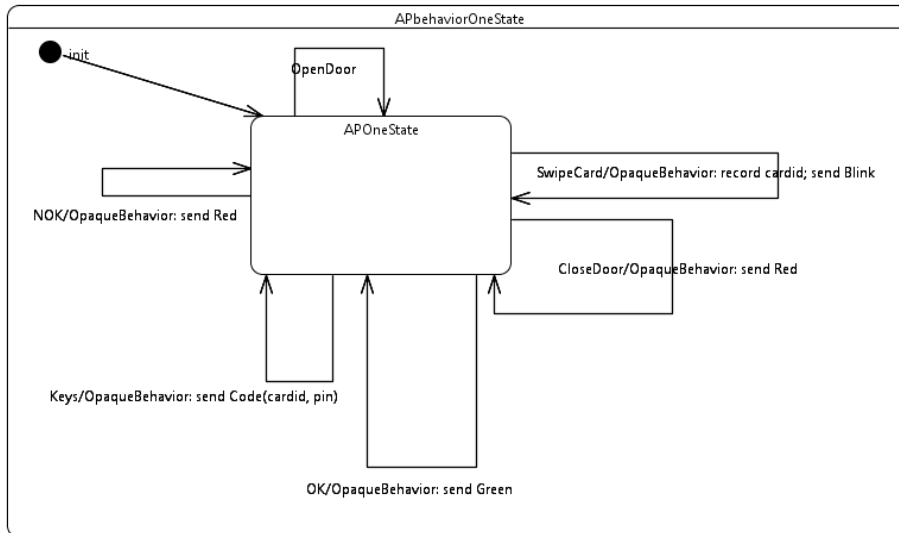 APbehaviorOneState
init
OpenDoor
APOneState
SwipeCard/OpaqueBehavior: record cardid; send Blink
NOK/OpaqueBehavior: send Red
CloseDoor/OpaqueBehavior: send Red
Keys/OpaqueBehavior: send Code(cardid, pin)
OK/OpaqueBehavior: send Green